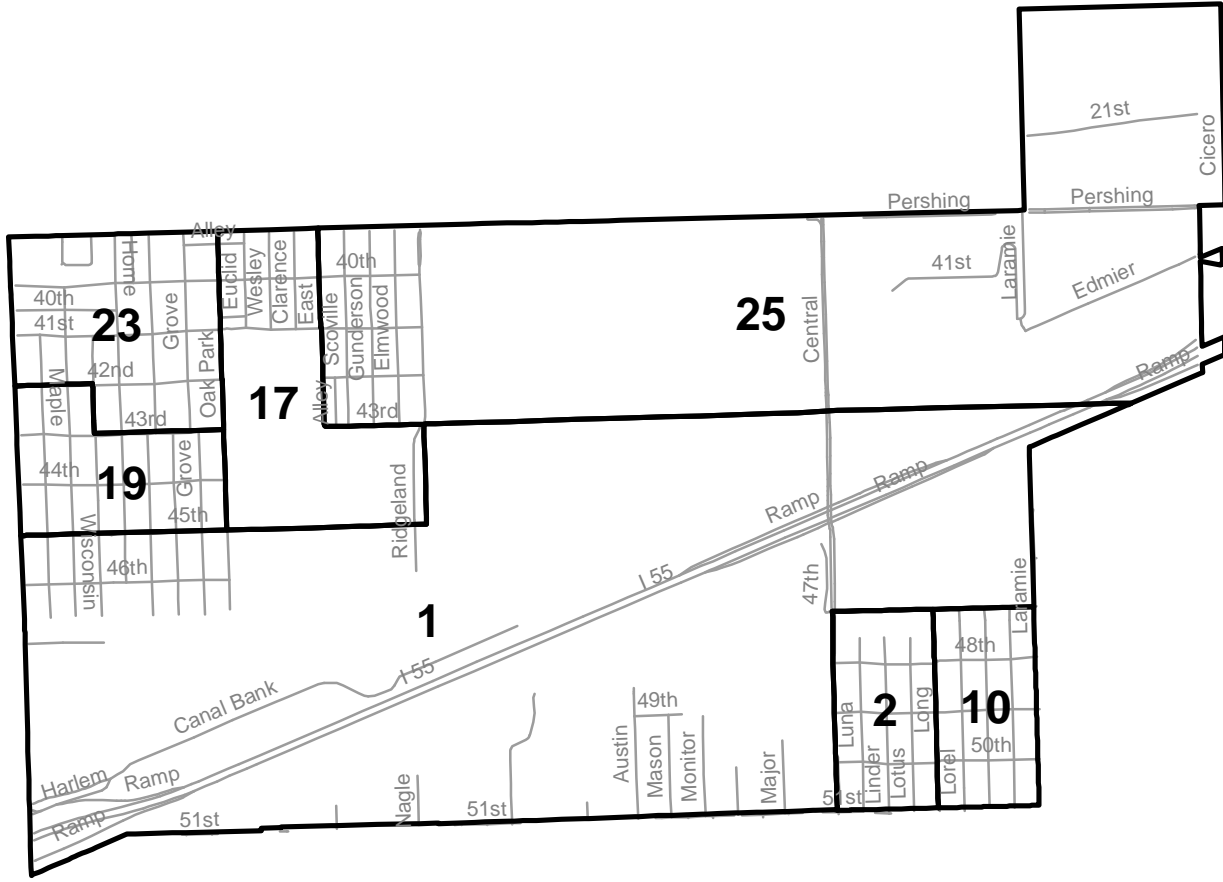 21st
Cicero
Pershing
Pershing
Alley
Home
Euclid
Wesley
Clarence
East
40th
41st
Laramie
Edmier
40th
41st
23
Grove
Scoville
Gunderson
Elmwood
25
Central
42nd
Oak Park
Maple
17
Alley
43rd
43rd
Ramp
44th
19
Grove
45th
Ridgeland
Ramp
Ramp
Wisconsin
46th
I 55
47th
Laramie
1
48th
I 55
Canal Bank
49th
Luna
2
Long
10
Austin
Mason
Monitor
Major
Linder
Lotus
Lorel
50th
Harlem
Ramp
Nagle
51st
51st
Ramp
51st